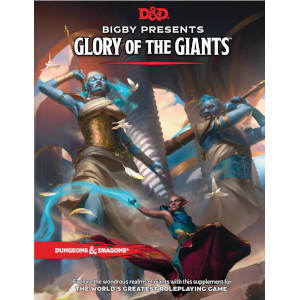 D&D
BIGBY PRESENTS
GLORY OF THE GIANTS™
DUNGEONS & DRAGONS®
Explore the wondrous realms of giants with this supplement for
THE WORLD'S GREATEST ROLEPLAYING GAME